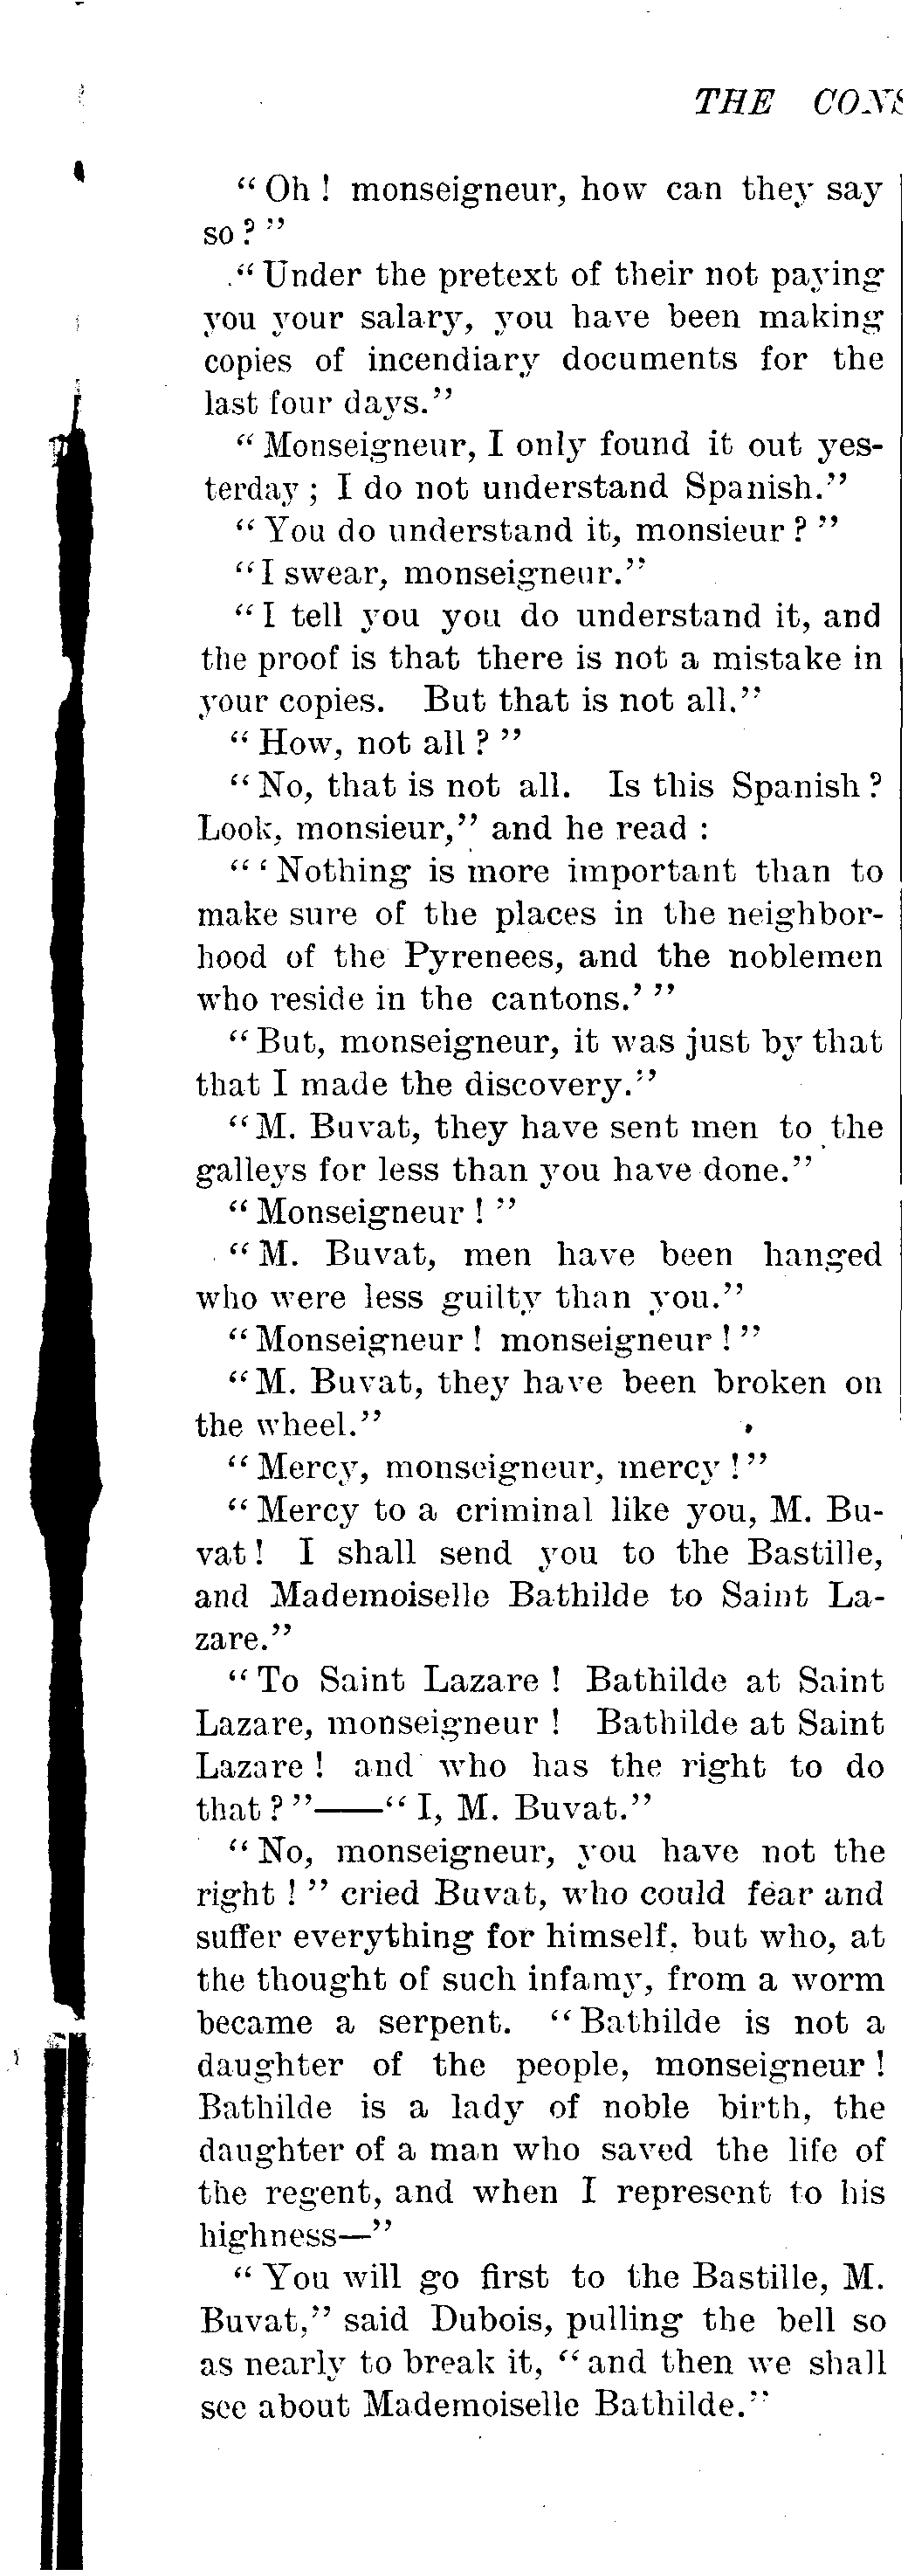 THE CONS
“Oh! monseigneur, how can they say
so?”
“Under the pretext of their not paying
you your salary, you have been making
copies of incendiary documents for the
last four days.”
“Monseigneur, I only found it out yes-
terday; I do not understand Spanish.”
“You do understand it, monsieur?”
“I swear, monseigneur.”
“I tell you you do understand it, and
the proof is that there is not a mistake in
your copies. But that is not all.”
“How, not all?”
“No, that is not all. Is this Spanish?
Look, monsieur,” and he read:
“‘Nothing is more important than to
make sure of the places in the neighbor-
hood of the Pyrenees, and the noblemen
who reside in the cantons.’”
“But, monseigneur, it was just by that
that I made the discovery.”
“M. Buvat, they have sent men to the
galleys for less than you have done.”
“Monseigneur!”
“M. Buvat, men have been hanged
who were less guilty than you.”
“Monseigneur! monseigneur!”
“M. Buvat, they have been broken on
the wheel.”
“Mercy, monseigneur, mercy!”
“Mercy to a criminal like you, M. Bu-
vat! I shall send you to the Bastille,
and Mademoiselle Bathilde to Saint La-
zare.”
“To Saint Lazare! Bathilde at Saint
Lazare, monseigneur! Bathilde at Saint
Lazare! and who has the right to do
that?”——“I, M. Buvat.”
“No, monseigneur, you have not the
right!” cried Buvat, who could fear and
suffer everything for himself, but who, at
the thought of such infamy, from a worm
became a serpent. “Bathilde is not a
daughter of the people, monseigneur!
Bathilde is a lady of noble birth, the
daughter of a man who saved the life of
the regent, and when I represent to his
highness—”
“You will go first to the Bastille, M.
Buvat,” said Dubois, pulling the bell so
as nearly to break it, “and then we shall
see about Mademoiselle Bathilde.”